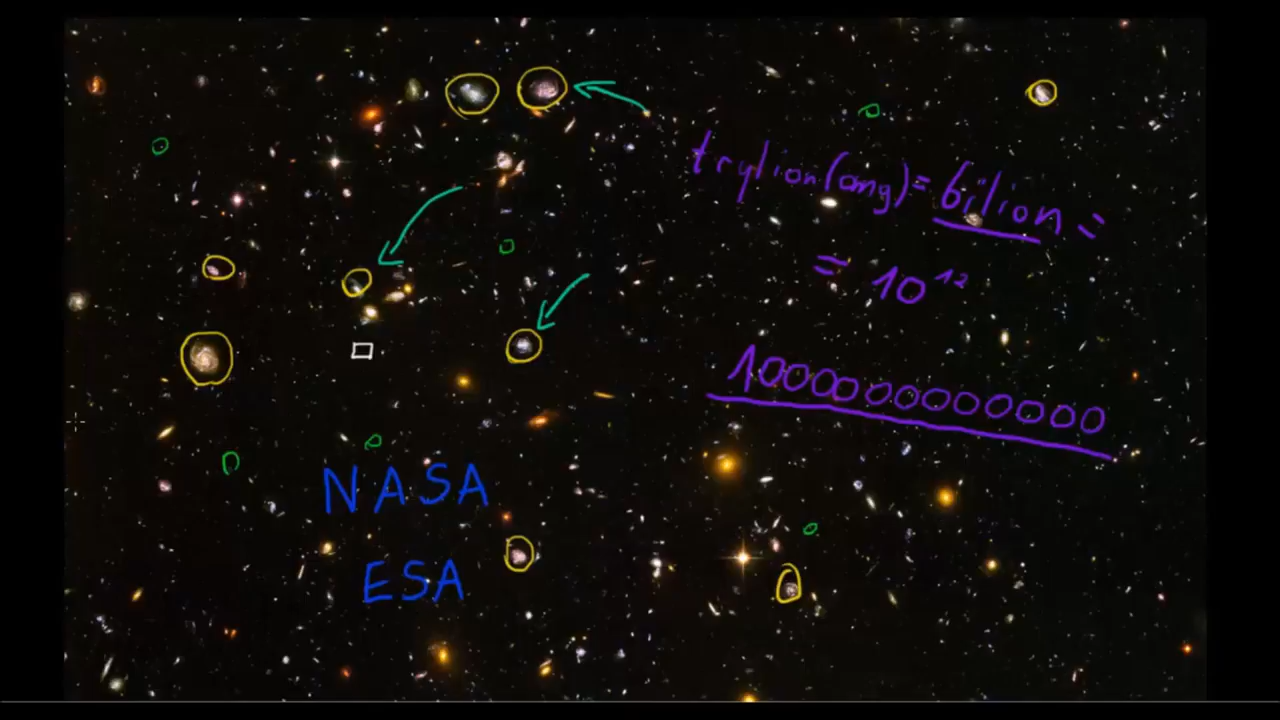 trylion(ang)= bilion =
= 10¹²
1000000000000
NASA
ESA